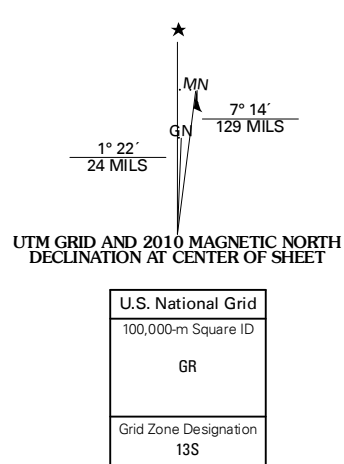 ★
MN
7° 14´
129 MILS
GN
1° 22´
24 MILS
UTM GRID AND 2010 MAGNETIC NORTH
DECLINATION AT CENTER OF SHEET
U.S. National Grid
100,000-m Square ID
GR
Grid Zone Designation
13S